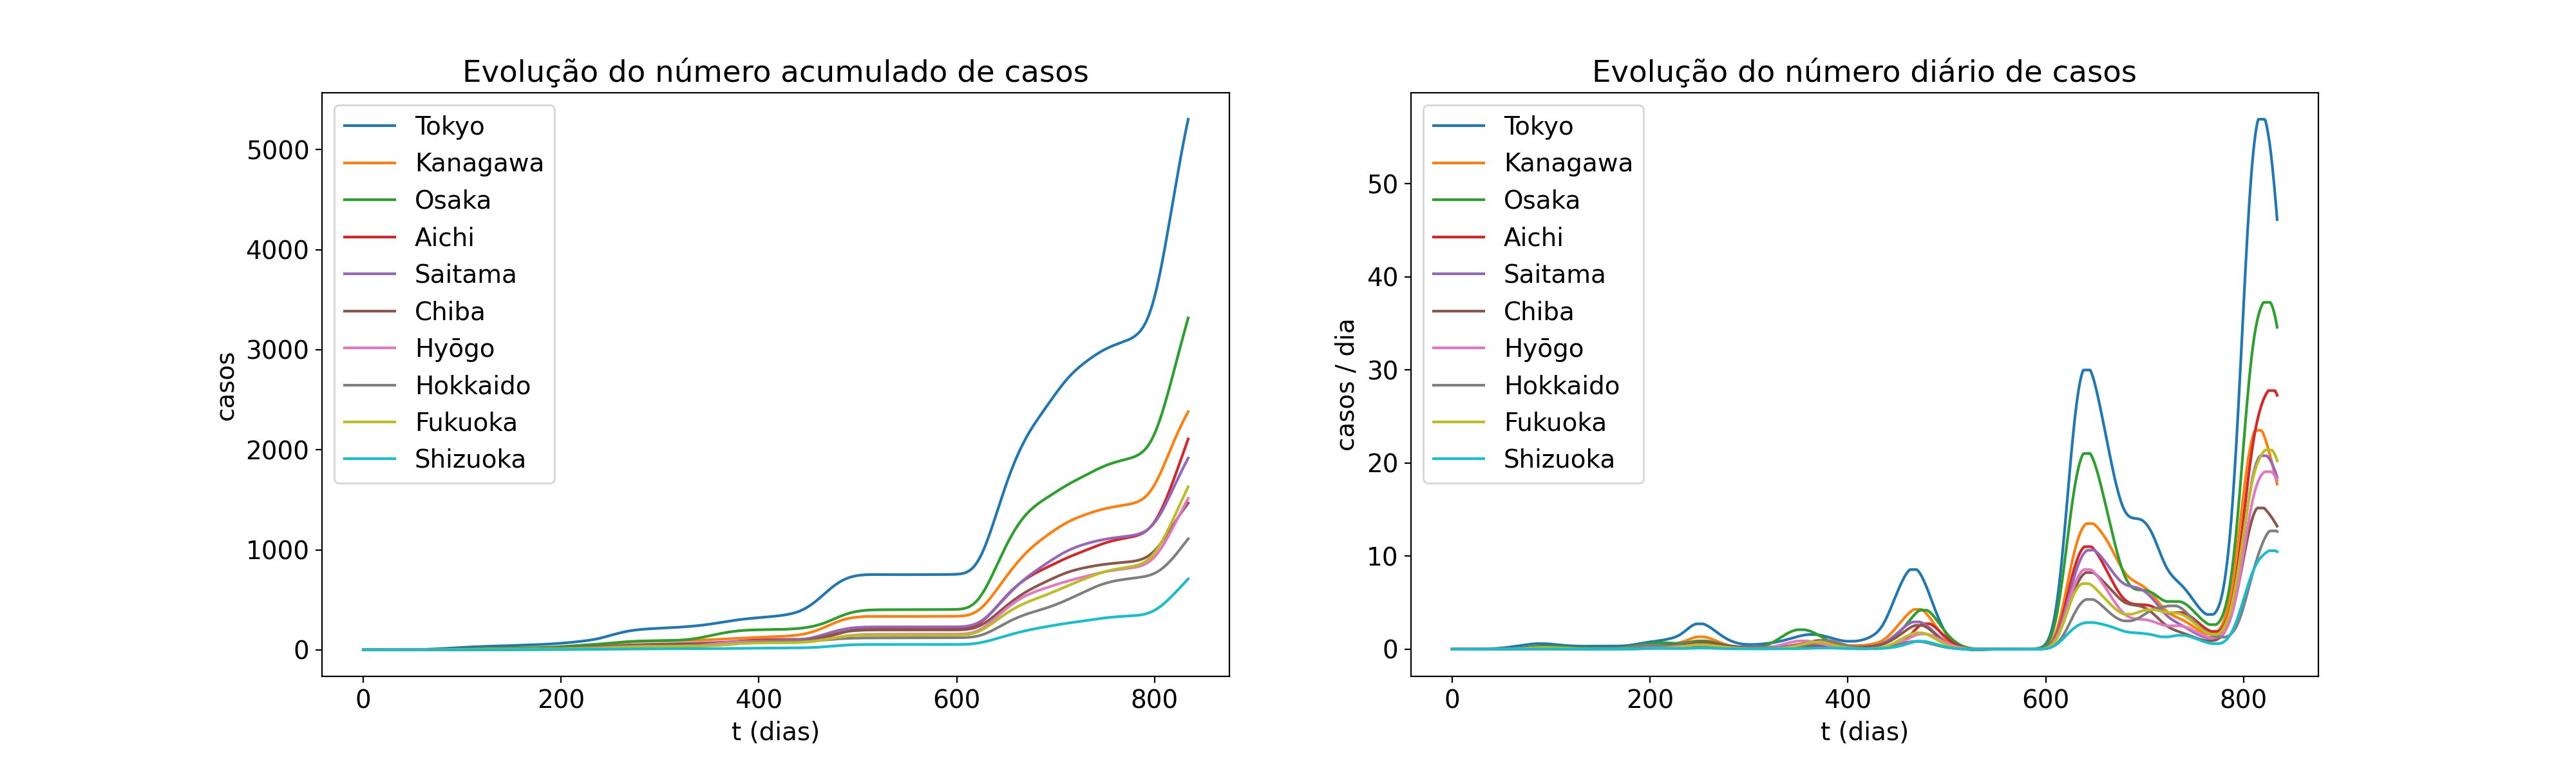 Evolução do número acumulado de casos
casos
5000
4000
3000
2000
1000
0
Tokyo
Kanagawa
Osaka
Aichi
Saitama
Chiba
Hyōgo
Hokkaido
Fukuoka
Shizuoka
0 200 400 600 800
t (dias)
Evolução do número diário de casos
casos / dia
50
40
30
20
10
0
Tokyo
Kanagawa
Osaka
Aichi
Saitama
Chiba
Hyōgo
Hokkaido
Fukuoka
Shizuoka
0 200 400 600 800
t (dias)